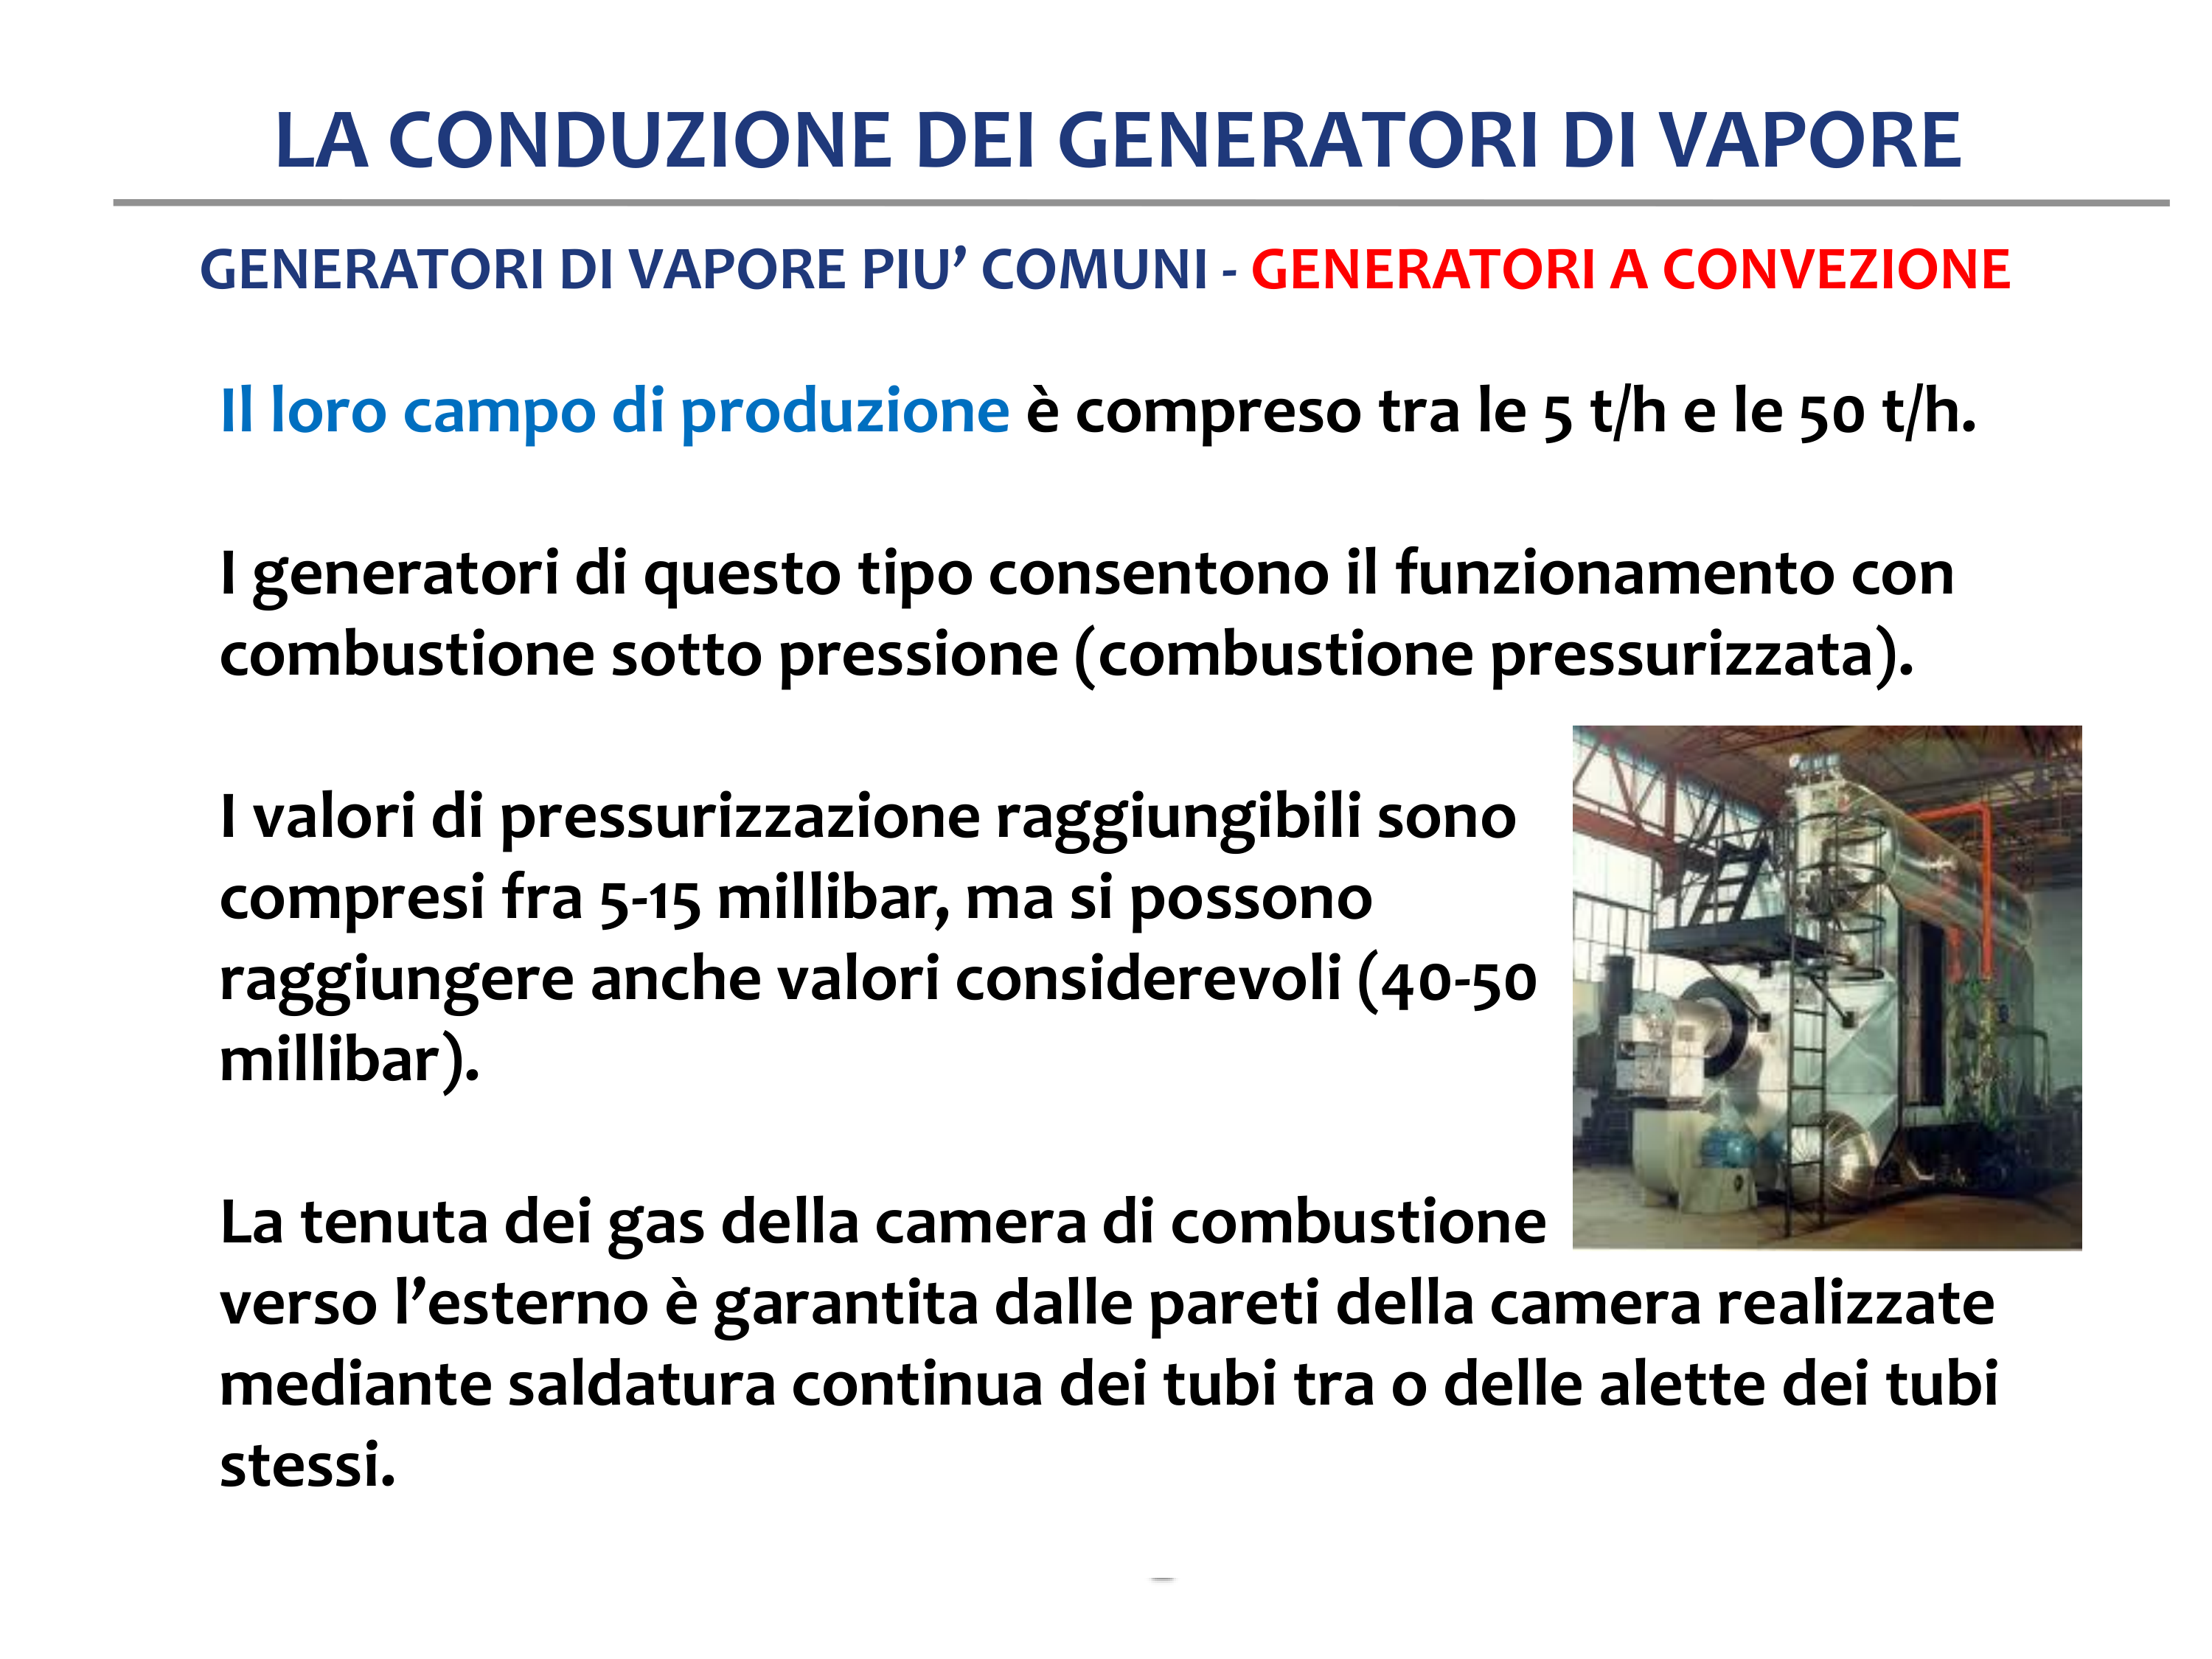 LA CONDUZIONE DEI GENERATORI DI VAPORE
GENERATORI DI VAPORE PIU’ COMUNI - GENERATORI A CONVEZIONE
Il loro campo di produzione è compreso tra le 5 t/h e le 50 t/h.
I generatori di questo tipo consentono il funzionamento con
combustione sotto pressione (combustione pressurizzata).
I valori di pressurizzazione raggiungibili sono
compresi fra 5-15 millibar, ma si possono
raggiungere anche valori considerevoli (40-50
millibar).
La tenuta dei gas della camera di combustione
verso l’esterno è garantita dalle pareti della camera realizzate
mediante saldatura continua dei tubi tra o delle alette dei tubi
stessi.